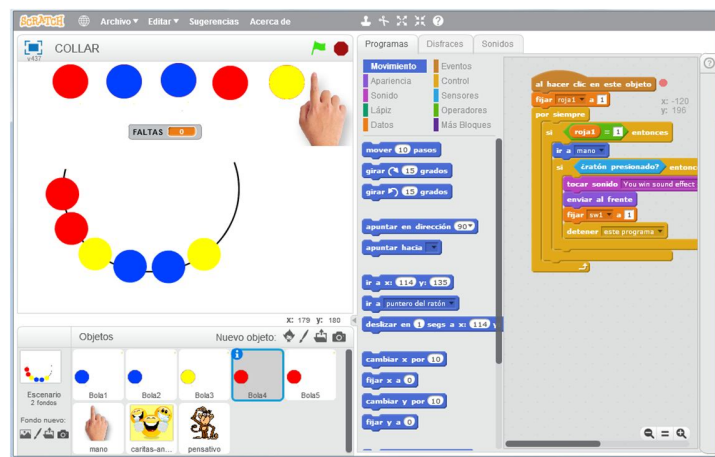 SCRATCH Archivo Editar Sugerencias Acerca de
COLLAR
v437
FALTAS 0
X: 179 y: 180
Objetos Nuevo objeto:
Escenario
2 fondos
Fondo nuevo:
Bola1 Bola2 Bola3 Bola4 Bola5
mano caritas-an... pensativo
Programas Disfraces Sonidos
Movimiento Eventos
Apariencia Control
Sonido Sensores
Lápiz Operadores
Datos Más Bloques
mover 10 pasos
girar 15 grados
girar 15 grados
apuntar en dirección 90
apuntar hacia
ir a x: 114 y: 135
ir a puntero del ratón
deslizar en 1 segs a x: 114 y
cambiar x por 10
fijar x a 0
cambiar y por 10
fijar y a 0
al hacer clic en este objeto
fijar roja1 a 1
x: -120
y: 196
por siempre
si roja1 = 1 entonces
ir a mano
si ¿ratón presionado? entonc
tocar sonido You win sound effect
enviar al frente
fijar sw1 a 1
detener este programa